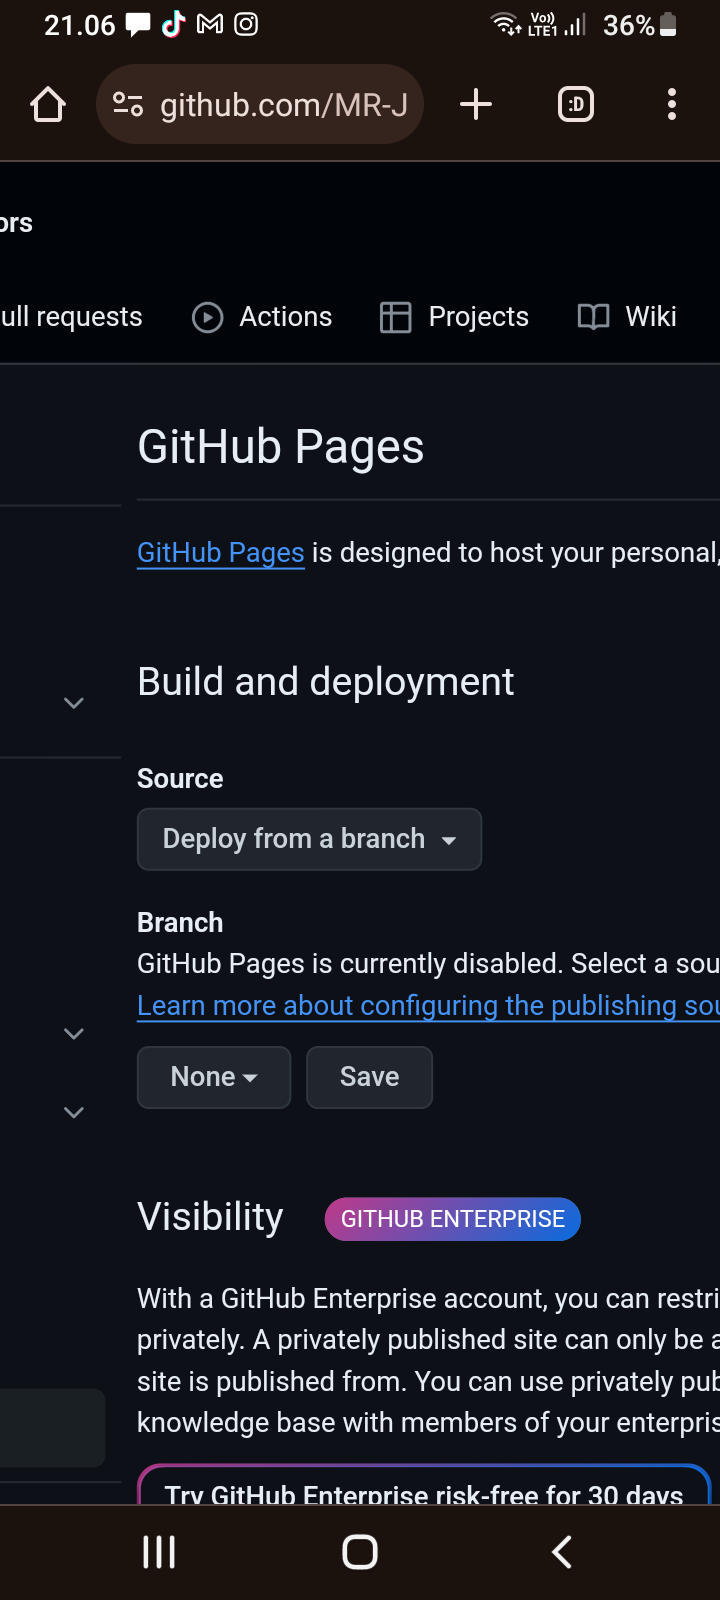 21.06
Vo)) LTE1
36%
github.com/MR-J
:D
ors
ull requests Actions Projects Wiki
GitHub Pages
GitHub Pages is designed to host your personal,
Build and deployment
Source
Deploy from a branch
Branch
GitHub Pages is currently disabled. Select a sou
Learn more about configuring the publishing sou
None Save
Visibility GITHUB ENTERPRISE
With a GitHub Enterprise account, you can restri
privately. A privately published site can only be a
site is published from. You can use privately pub
knowledge base with members of your enterpris
Try GitHub Enterprise risk-free for 30 days